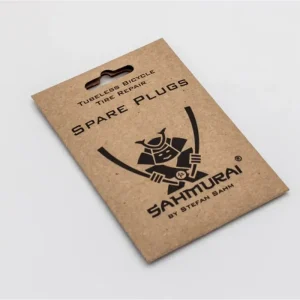 Tubeless Bicycle
Tire Repair
Spare Plugs
SAHMURAI®
by Stefan Sahm